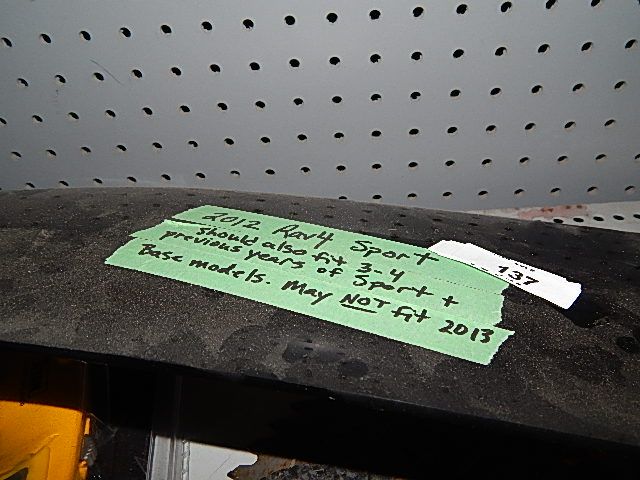 2012 Rav4 Sport
should also fit 3-4
previous years of Sport +
Base models. May NOT fit 2013
137